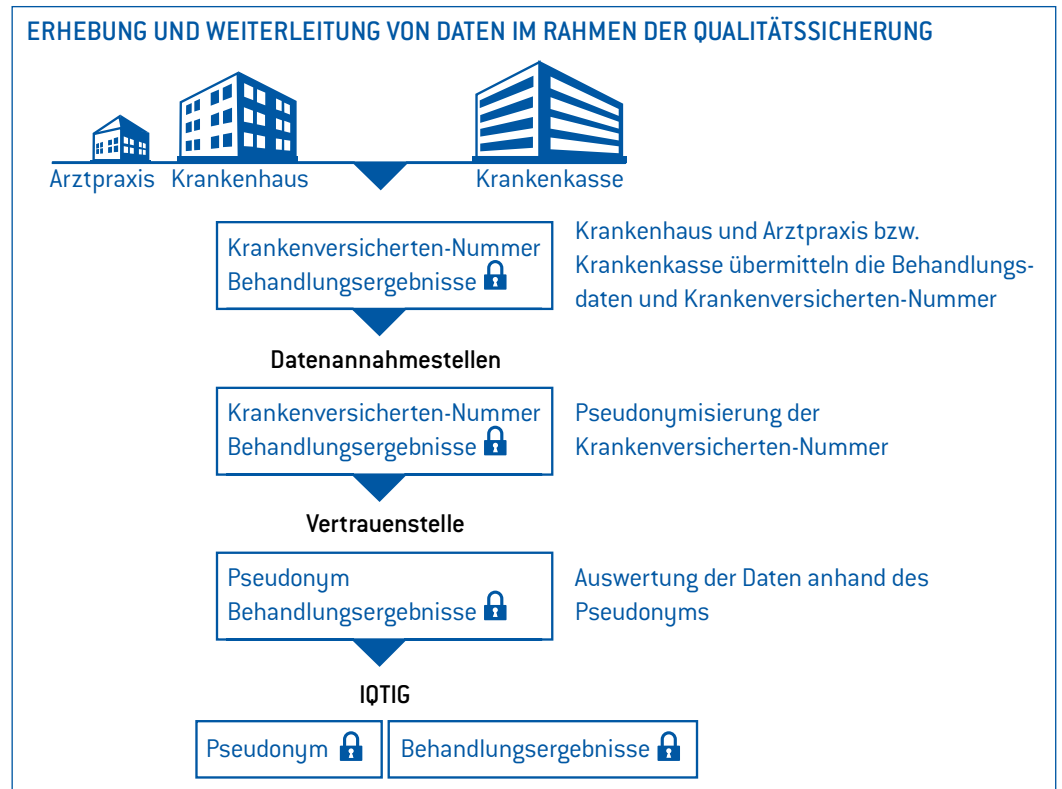 ERHEBUNG UND WEITERLEITUNG VON DATEN IM RAHMEN DER QUALITÄTSSICHERUNG
Arztpraxis Krankenhaus Krankenkasse
Krankenversicherten-Nummer
Behandlungsergebnisse
Krankenhaus und Arztpraxis bzw.
Krankenkasse übermitteln die Behandlungs-
daten und Krankenversicherten-Nummer
Datenannahmestellen
Krankenversicherten-Nummer
Behandlungsergebnisse
Pseudonymisierung der
Krankenversicherten-Nummer
Vertrauenstelle
Pseudonym
Behandlungsergebnisse
Auswertung der Daten anhand des
Pseudonyms
IQTIG
Pseudonym Behandlungsergebnisse